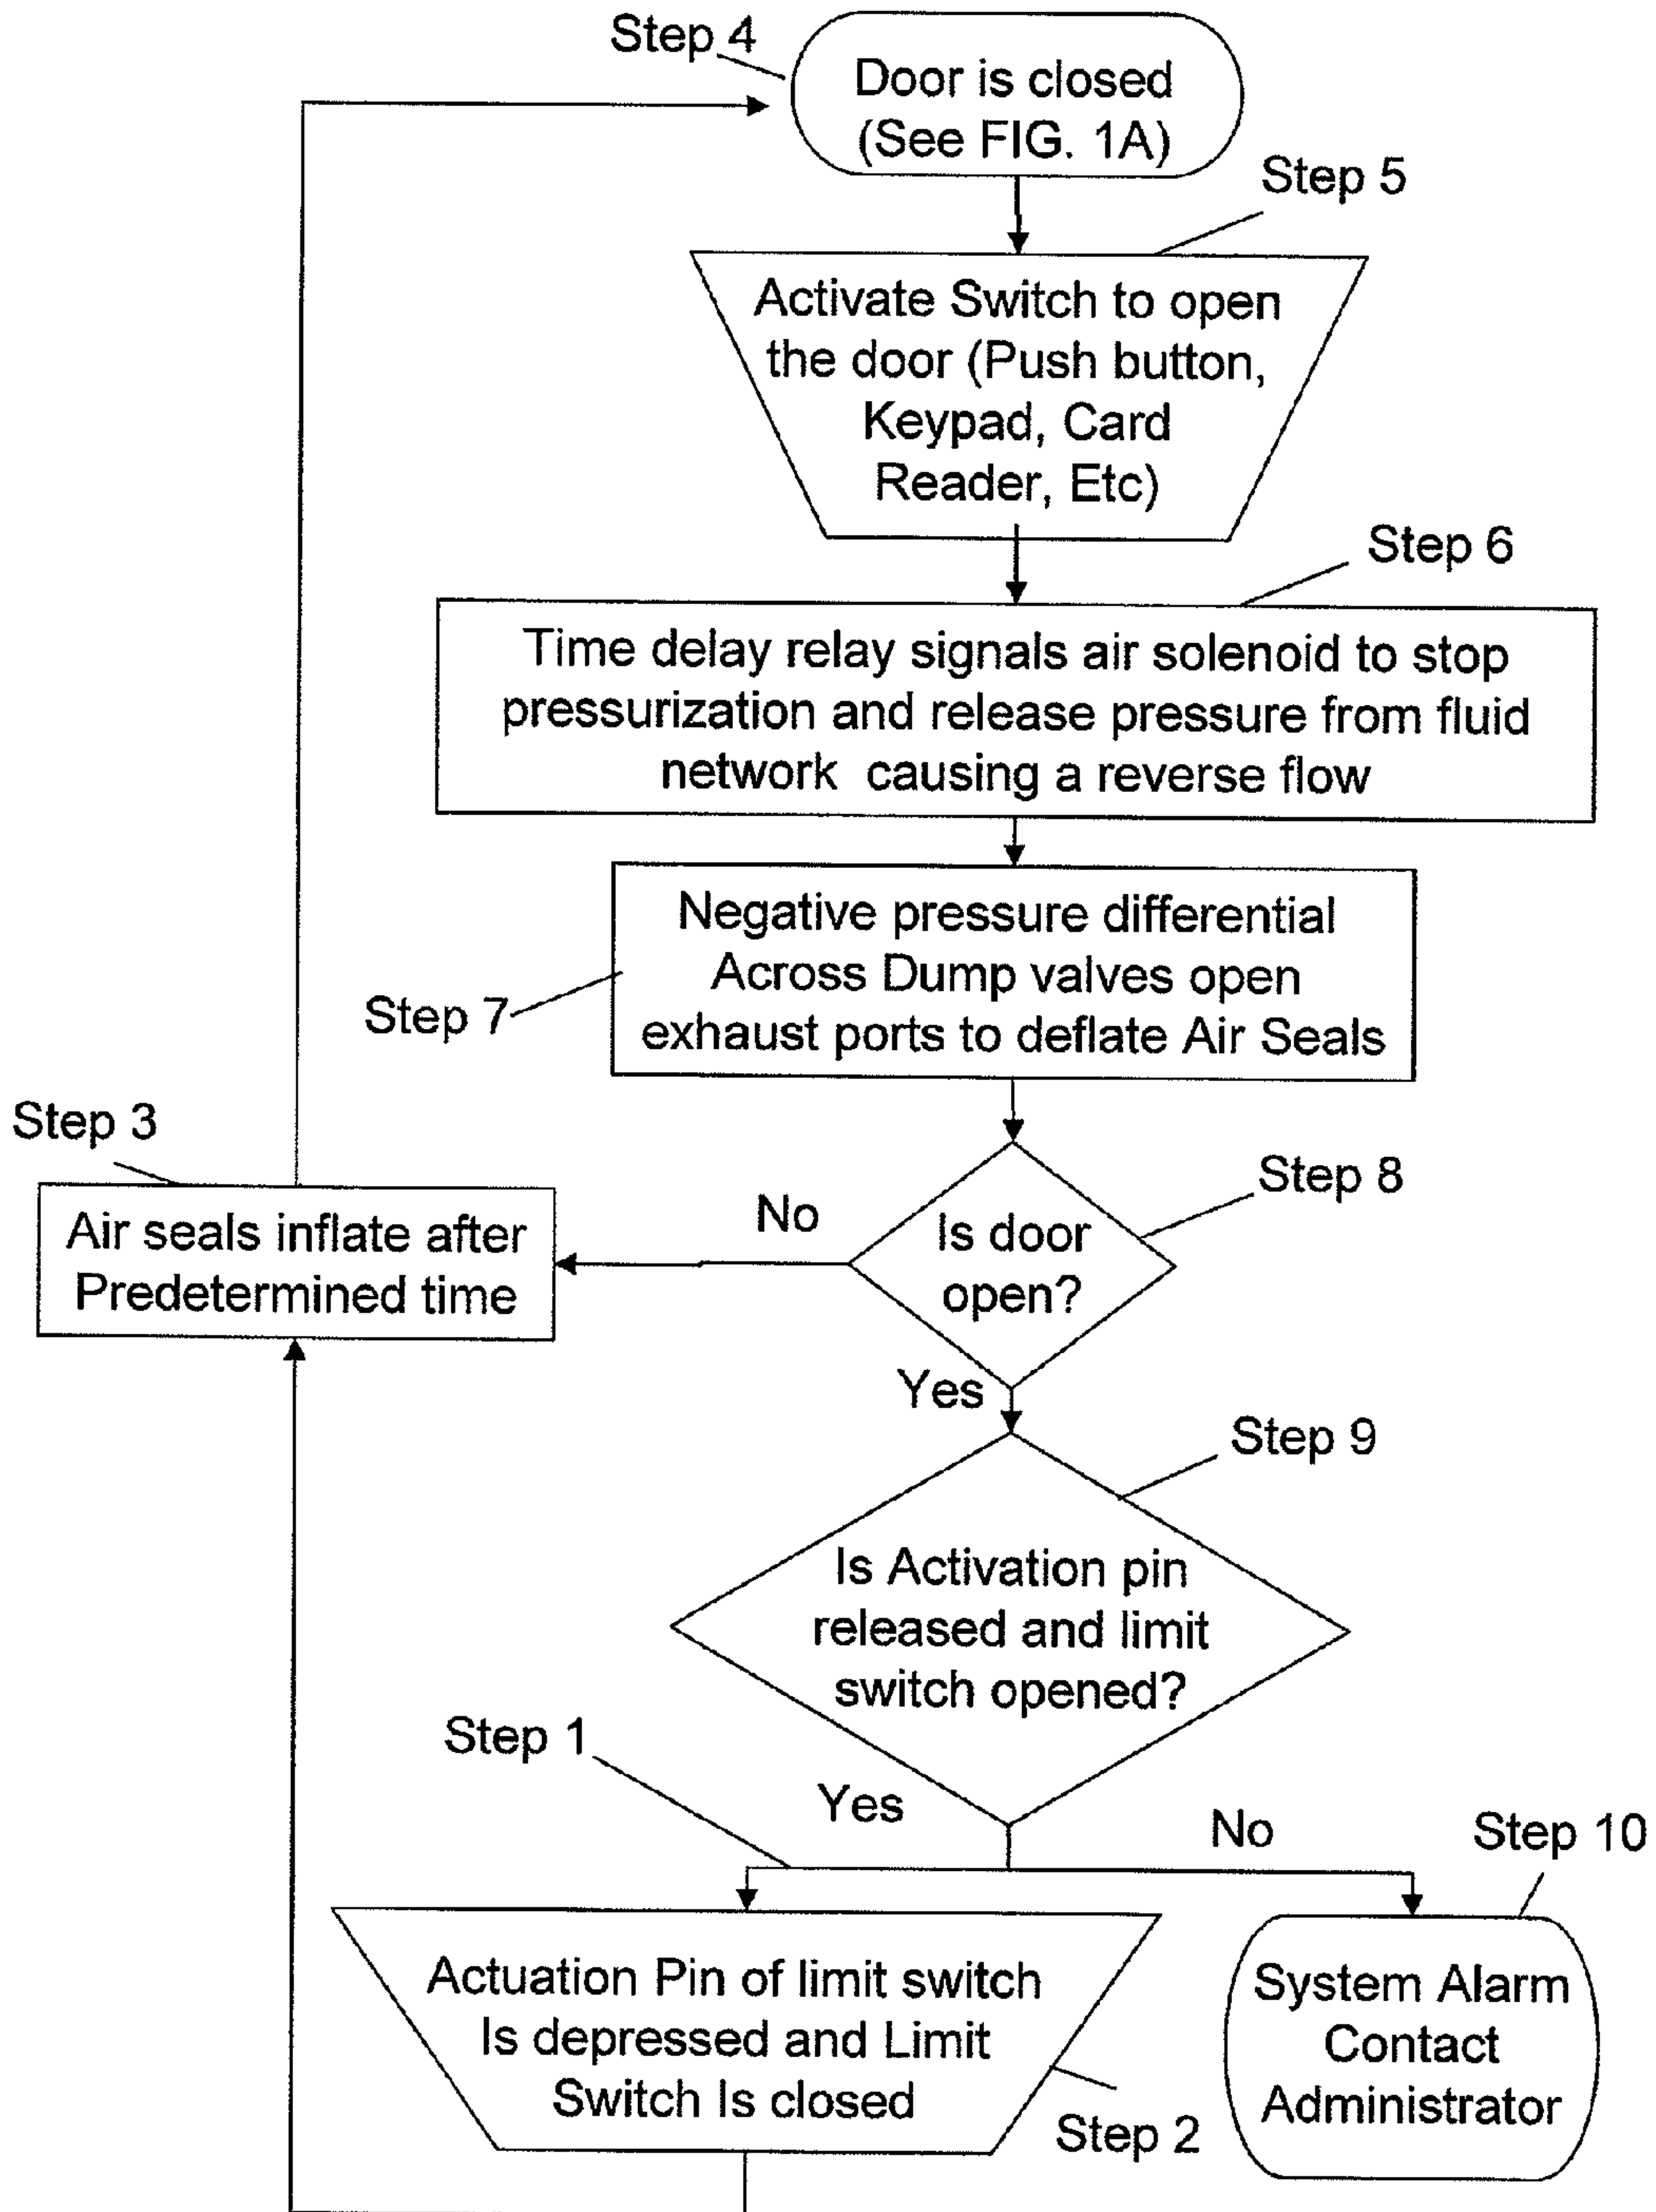 Step 4
Door is closed
(See FIG. 1A)
Step 5
Activate Switch to open
the door (Push button,
Keypad, Card
Reader, Etc)
Step 6
Time delay relay signals air solenoid to stop
pressurization and release pressure from fluid
network causing a reverse flow
Negative pressure differential
Across Dump valves open
exhaust ports to deflate Air Seals
Step 7
Step 3
Air seals inflate after
Predetermined time
No
Step 8
Is door
open?
Yes
Step 9
Is Activation pin
released and limit
switch opened?
Step 1
Yes
No
Step 10
Actuation Pin of limit switch
Is depressed and Limit
Switch Is closed
Step 2
System Alarm
Contact
Administrator